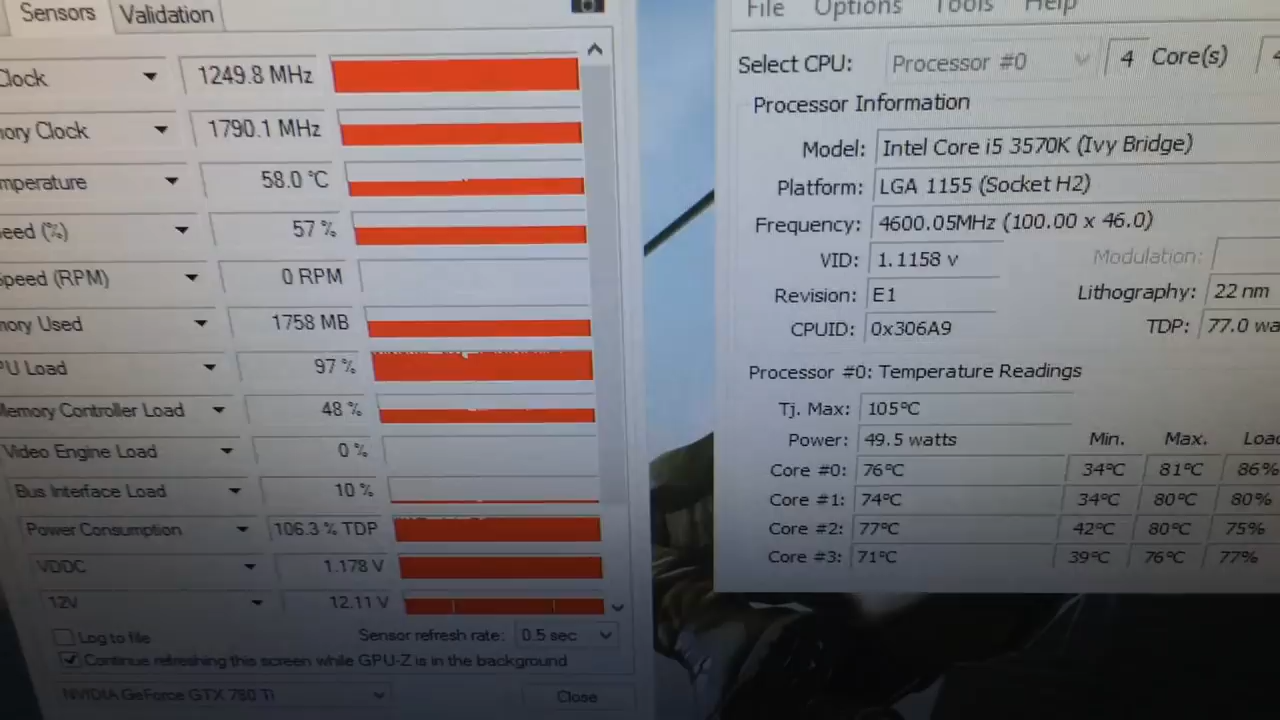 Sensors Validation
Clock 1249.8 MHz
ory Clock 1790.1 MHz
mperature 58.0 °C
eed (%) 57 %
Speed (RPM) 0 RPM
ory Used 1758 MB
PU Load 97 %
Memory Controller Load 48 %
Video Engine Load 0 %
Bus Interface Load 10 %
Power Consumption 106.3 % TDP
VDDC 1.178 V
12V 12.11 V
Log to file Sensor refresh rate: 0.5 sec
Continue refreshing this screen while GPU-Z is in the background
NVIDIA GeForce GTX 780 Ti Close
File Options Tools Help
Select CPU: Processor #0 4 Core(s) 4
Processor Information
Model: Intel Core i5 3570K (Ivy Bridge)
Platform: LGA 1155 (Socket H2)
Frequency: 4600.05MHz (100.00 x 46.0)
VID: 1.1158 v Modulation:
Revision: E1 Lithography: 22 nm
CPUID: 0x306A9 TDP: 77.0 wa
Processor #0: Temperature Readings
Tj. Max: 105°C
Power: 49.5 watts Min. Max. Load
Core #0: 76°C 34°C 81°C 86%
Core #1: 74°C 34°C 80°C 80%
Core #2: 77°C 42°C 80°C 75%
Core #3: 71°C 39°C 76°C 77%